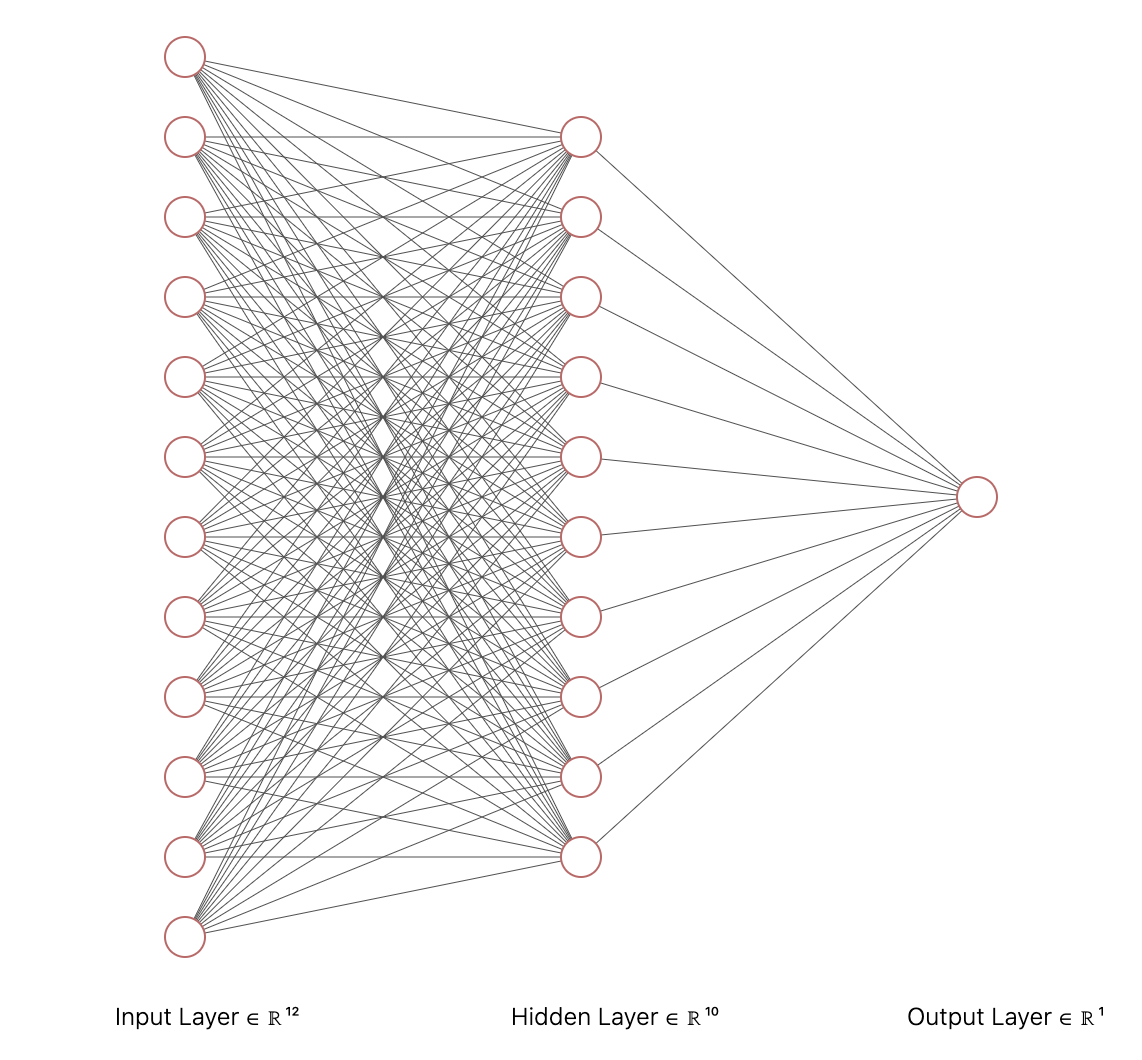 Input Layer ∈ ℝ¹² Hidden Layer ∈ ℝ¹⁰ Output Layer ∈ ℝ¹